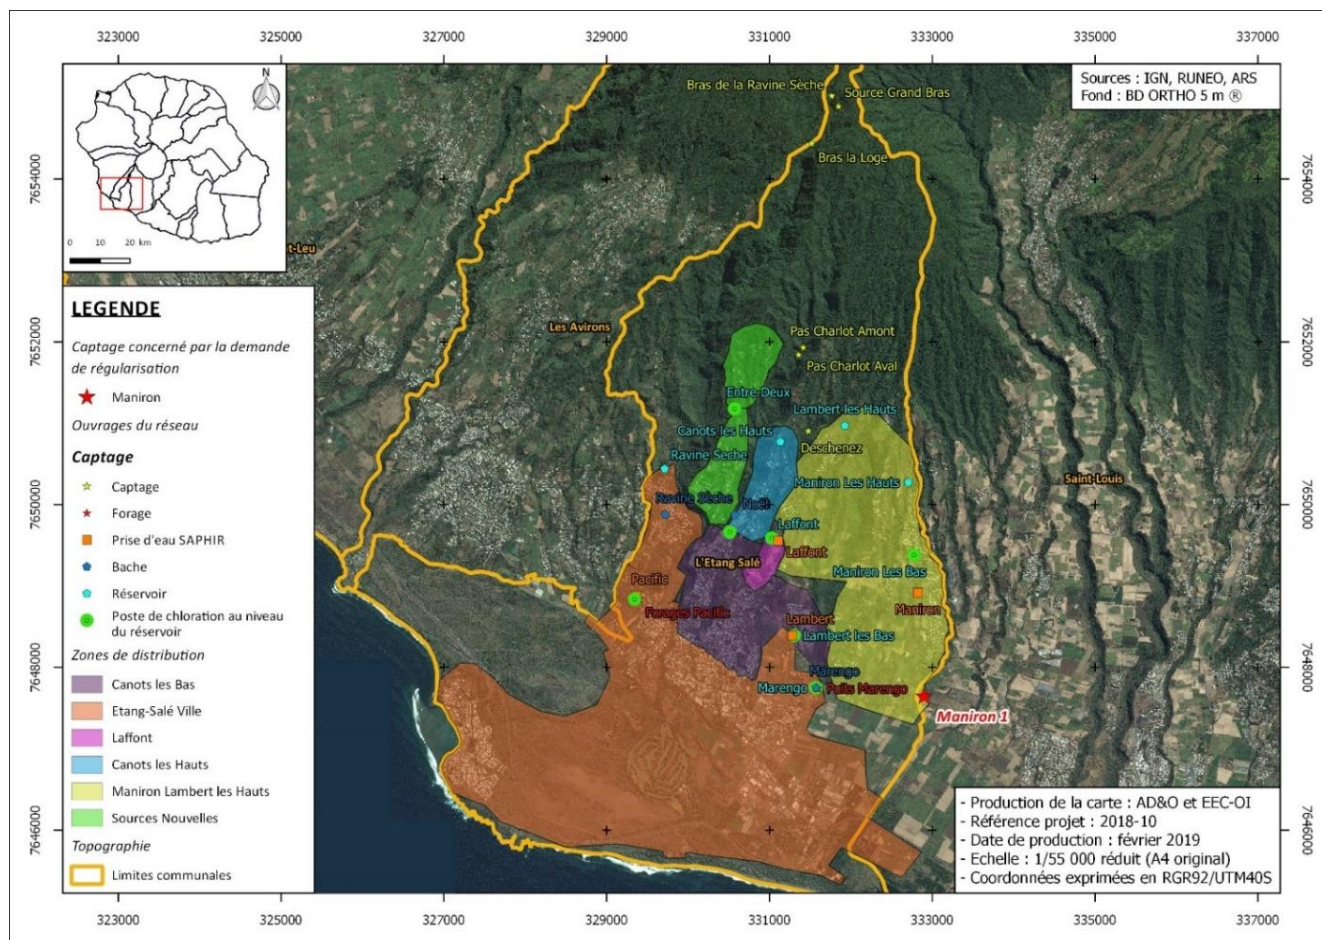 323000 325000 327000 329000 331000 333000 335000 337000
N
0 10 20 km
Sources : IGN, RUNEO, ARS
Fond : BD ORTHO 5 m ®
Bras de la Ravine Sèche
Source Grand Bras
Bras la Loge
7654000
7654000
t-Leu
LEGENDE
Captage concerné par la demande
de régularisation
Maniron
Ouvrages du réseau
Captage
Captage
Forage
Prise d'eau SAPHIR
Bache
Réservoir
Poste de chloration au niveau
du réservoir
Zones de distribution
Canots les Bas
Etang-Salé Ville
Laffont
Canots les Hauts
Maniron Lambert les Hauts
Sources Nouvelles
Topographie
Limites communales
7652000
7652000
Les Avirons
Pas Charlot Amont
Pas Charlot Aval
Entre-Deux
Lambert les Hauts
Canots les Hauts
Deschenez
Ravine Sèche
Maniron Les Hauts
Saint-Louis
7650000
7650000
Ravine Sèche
Noël
Laffont
Laffont
L'Etang Salé
Maniron Les Bas
Pacific
Forages Pacific
Maniron
Lambert
Lambert les Bas
7648000
7648000
Marengo
Marengo
Puits Marengo
Maniron 1
7646000
7646000
- Production de la carte : AD&O et EEC-OI
- Référence projet : 2018-10
- Date de production : février 2019
- Echelle : 1/55 000 réduit (A4 original)
- Coordonnées exprimées en RGR92/UTM40S
323000 325000 327000 329000 331000 333000 335000 337000